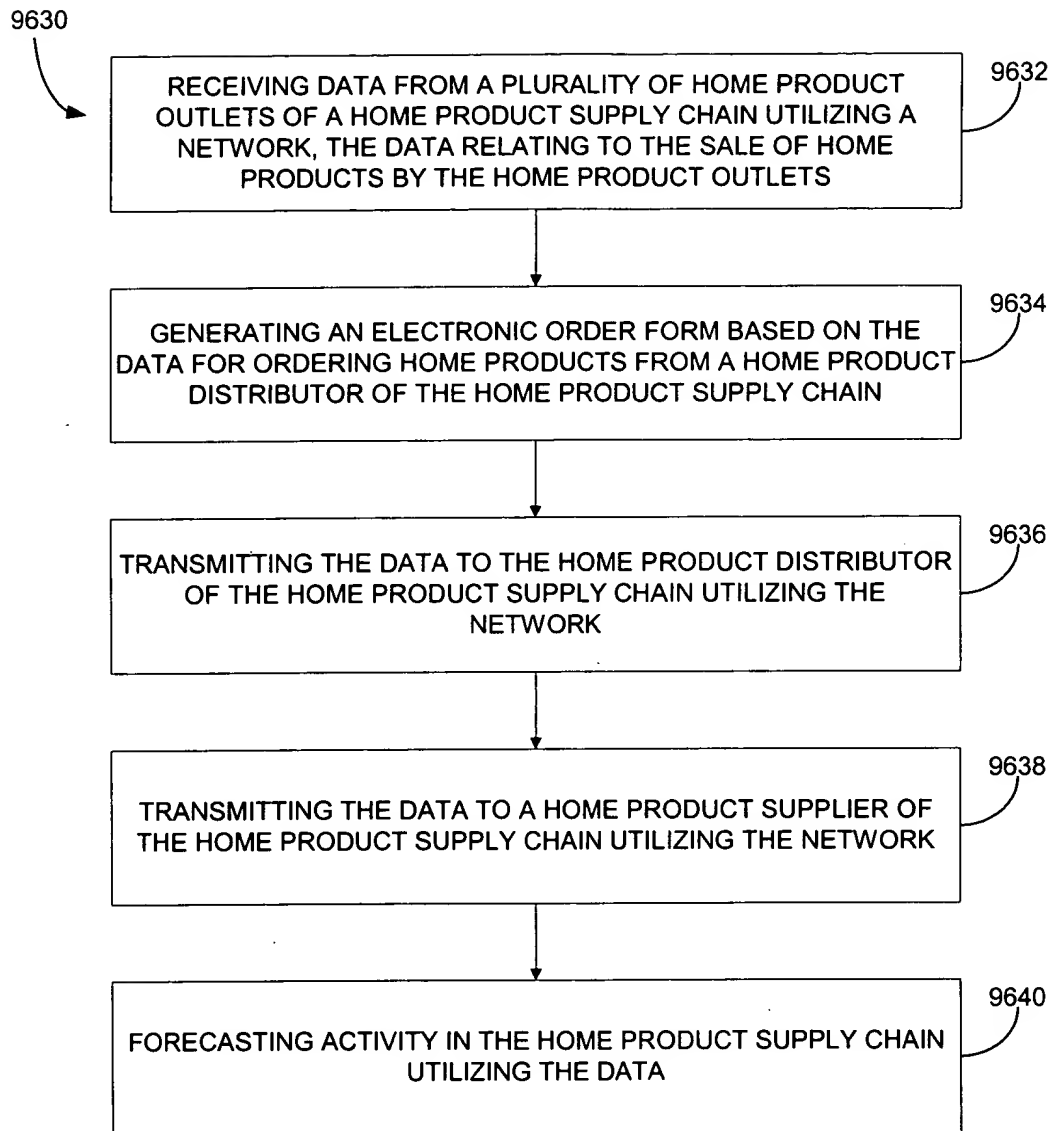 9630
9632
RECEIVING DATA FROM A PLURALITY OF HOME PRODUCT
OUTLETS OF A HOME PRODUCT SUPPLY CHAIN UTILIZING A
NETWORK, THE DATA RELATING TO THE SALE OF HOME
PRODUCTS BY THE HOME PRODUCT OUTLETS
9634
GENERATING AN ELECTRONIC ORDER FORM BASED ON THE
DATA FOR ORDERING HOME PRODUCTS FROM A HOME PRODUCT
DISTRIBUTOR OF THE HOME PRODUCT SUPPLY CHAIN
9636
TRANSMITTING THE DATA TO THE HOME PRODUCT DISTRIBUTOR
OF THE HOME PRODUCT SUPPLY CHAIN UTILIZING THE
NETWORK
9638
TRANSMITTING THE DATA TO A HOME PRODUCT SUPPLIER OF
THE HOME PRODUCT SUPPLY CHAIN UTILIZING THE NETWORK
9640
FORECASTING ACTIVITY IN THE HOME PRODUCT SUPPLY CHAIN
UTILIZING THE DATA